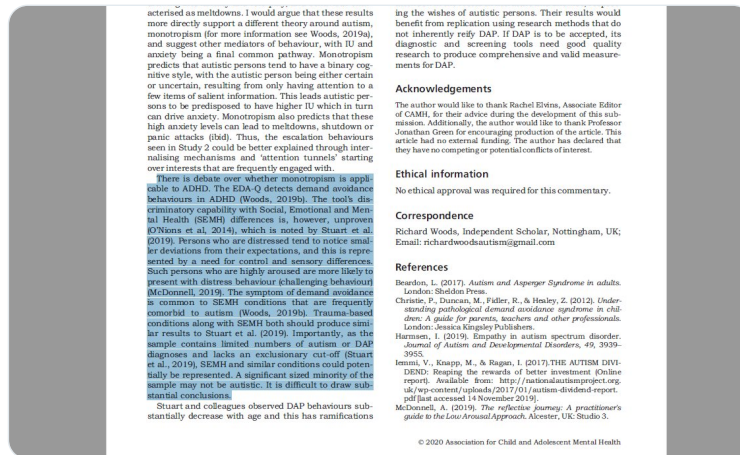 acterised as meltdowns. I would argue that these results
more directly support a different theory around autism,
monotropism (for more information see Woods, 2019a),
and suggest other mediators of behaviour, with IU and
anxiety being a final common pathway. Monotropism
predicts that autistic persons tend to have a binary cog-
nitive style, with the autistic person being either certain
or uncertain, resulting from only having attention to a
few items of salient information. This leads autistic per-
sons to be predisposed to have higher IU which in turn
can drive anxiety. Monotropism also predicts that these
high anxiety levels can lead to meltdowns, shutdown or
panic attacks (ibid). Thus, the escalation behaviours
seen in Study 2 could be better explained through inter-
nalising mechanisms and ‘attention tunnels’ starting
over interests that are frequently engaged with.
There is debate over whether monotropism is appli-
cable to ADHD. The EDA-Q detects demand avoidance
behaviours in ADHD (Woods, 2019b). The tool's dis-
criminatory capability with Social, Emotional and Men-
tal Health (SEMH) differences is, however, unproven
(O'Nions et al, 2014), which is noted by Stuart et al.
(2019). Persons who are distressed tend to notice smal-
ler deviations from their expectations, and this is repre-
sented by a need for control and sensory differences.
Such persons who are highly aroused are more likely to
present with distress behaviour (challenging behaviour)
(McDonnell, 2019). The symptom of demand avoidance
is common to SEMH conditions that are frequently
comorbid to autism (Woods, 2019b). Trauma-based
conditions along with SEMH both should produce simi-
lar results to Stuart et al. (2019). Importantly, as the
sample contains limited numbers of autism or DAP
diagnoses and lacks an exclusionary cut-off (Stuart
et al., 2019), SEMH and similar conditions could poten-
tially be represented. A significant sized minority of the
sample may not be autistic. It is difficult to draw sub-
stantial conclusions.
Stuart and colleagues observed DAP behaviours sub-
stantially decrease with age and this has ramifications
ing the wishes of autistic persons. Their results would
benefit from replication using research methods that do
not inherently reify DAP. If DAP is to be accepted, its
diagnostic and screening tools need good quality
research to produce comprehensive and valid measure-
ments for DAP.
Acknowledgements
The author would like to thank Rachel Elvins, Associate Editor
of CAMH, for their advice during the development of this sub-
mission. Additionally, the author would like to thank Professor
Jonathan Green for encouraging production of the article. This
article had no external funding. The author has declared that
they have no competing or potential conflicts of interest.
Ethical information
No ethical approval was required for this commentary.
Correspondence
Richard Woods, Independent Scholar, Nottingham, UK;
Email: richardwoodsautism@gmail.com
References
Beardon, L. (2017). Autism and Asperger Syndrome in adults.
London: Sheldon Press.
Christie, P., Duncan, M., Fidler, R., & Healey, Z. (2012). Under-
standing pathological demand avoidance syndrome in chil-
dren: A guide for parents, teachers and other professionals.
London: Jessica Kingsley Publishers.
Harmsen, I. (2019). Empathy in autism spectrum disorder.
Journal of Autism and Developmental Disorders, 49, 3939–
3955.
Iemmi, V., Knapp, M., & Ragan, I. (2017).THE AUTISM DIVI-
DEND: Reaping the rewards of better investment (Online
report). Available from: http://nationalautismproject.org.
uk/wp-content/uploads/2017/01/autism-dividend-report.
pdf[last accessed 14 November 2019].
McDonnell, A. (2019). The reflective journey: A practitioner's
guide to the Low Arousal Approach. Alcester, UK: Studio 3.
© 2020 Association for Child and Adolescent Mental Health